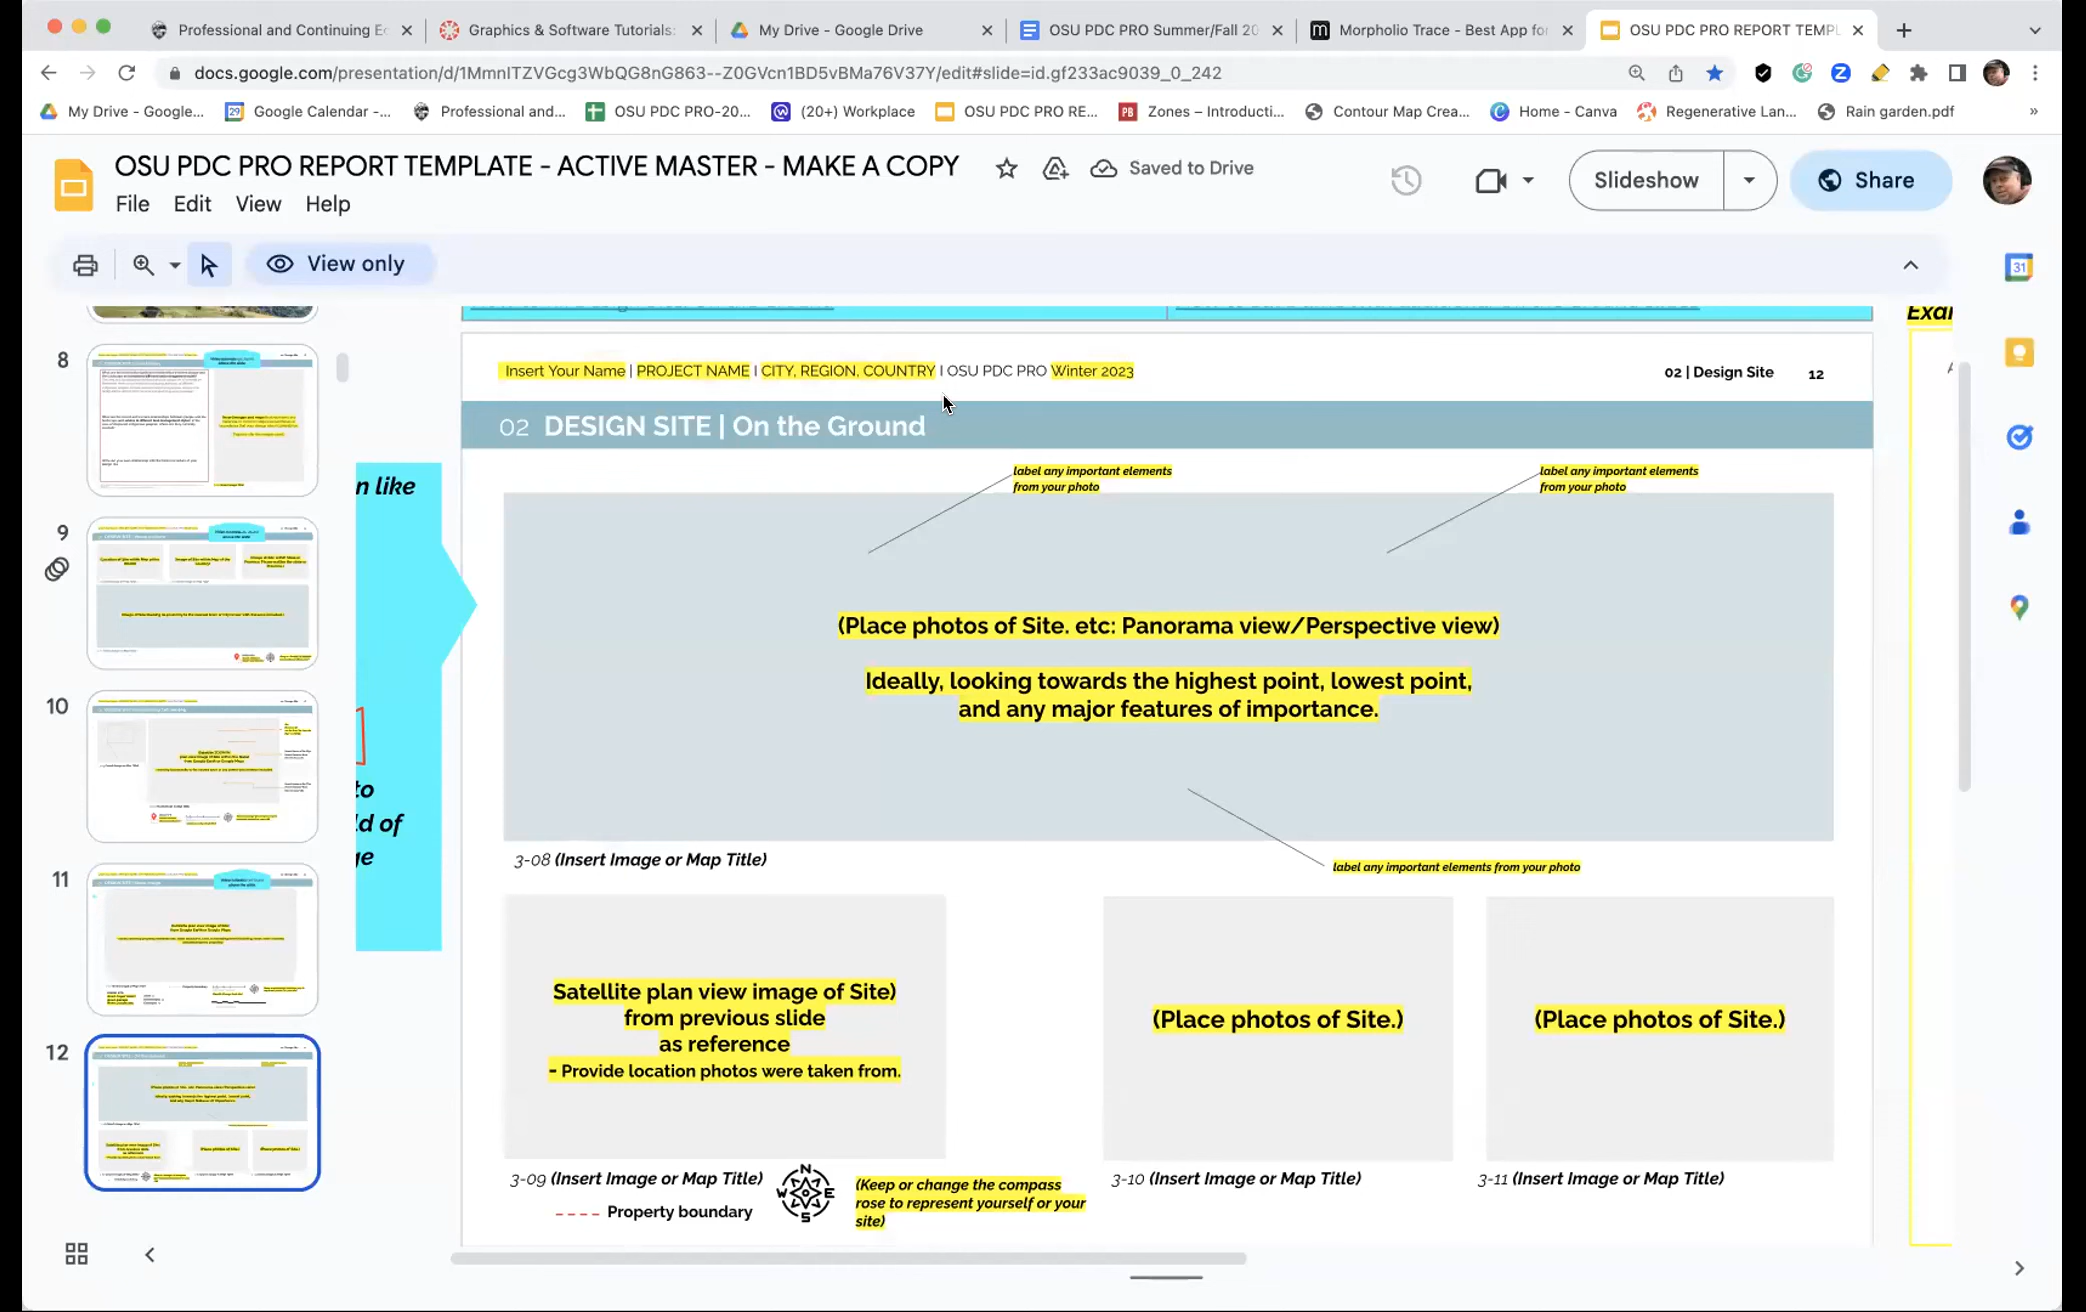 Professional and Continuing E
Graphics & Software Tutorials:
My Drive - Google Drive
OSU PDC PRO Summer/Fall 20
Morpholio Trace - Best App for
OSU PDC PRO REPORT TEMPL
docs.google.com/presentation/d/1MmnITZVGcg3WbQG8nG863--Z0GVcn1BD5vBMa76V37Y/edit#slide=id.gf233ac9039_0_242
My Drive - Google...
Google Calendar -...
Professional and...
OSU PDC PRO-20...
(20+) Workplace
OSU PDC PRO RE...
Zones – Introducti...
Contour Map Crea...
Home - Canva
Regenerative Lan...
Rain garden.pdf
»
OSU PDC PRO REPORT TEMPLATE - ACTIVE MASTER - MAKE A COPY
Saved to Drive
Slideshow
Share
File Edit View Help
View only
31
Exar
8
9
10
11
12
n like
to
ld of
ge
Insert Your Name | PROJECT NAME I CITY, REGION, COUNTRY I OSU PDC PRO Winter 2023
02 | Design Site 12
02 DESIGN SITE | On the Ground
label any important elements
from your photo
label any important elements
from your photo
(Place photos of Site. etc: Panorama view/Perspective view)
Ideally, looking towards the highest point, lowest point,
and any major features of importance.
3-08 (Insert Image or Map Title)
label any important elements from your photo
Satellite plan view image of Site)
from previous slide
as reference
- Provide location photos were taken from.
(Place photos of Site.)
(Place photos of Site.)
3-09 (Insert Image or Map Title)
Property boundary
N
W E
S
(Keep or change the compass
rose to represent yourself or your
site)
3-10 (Insert Image or Map Title)
3-11 (Insert Image or Map Title)